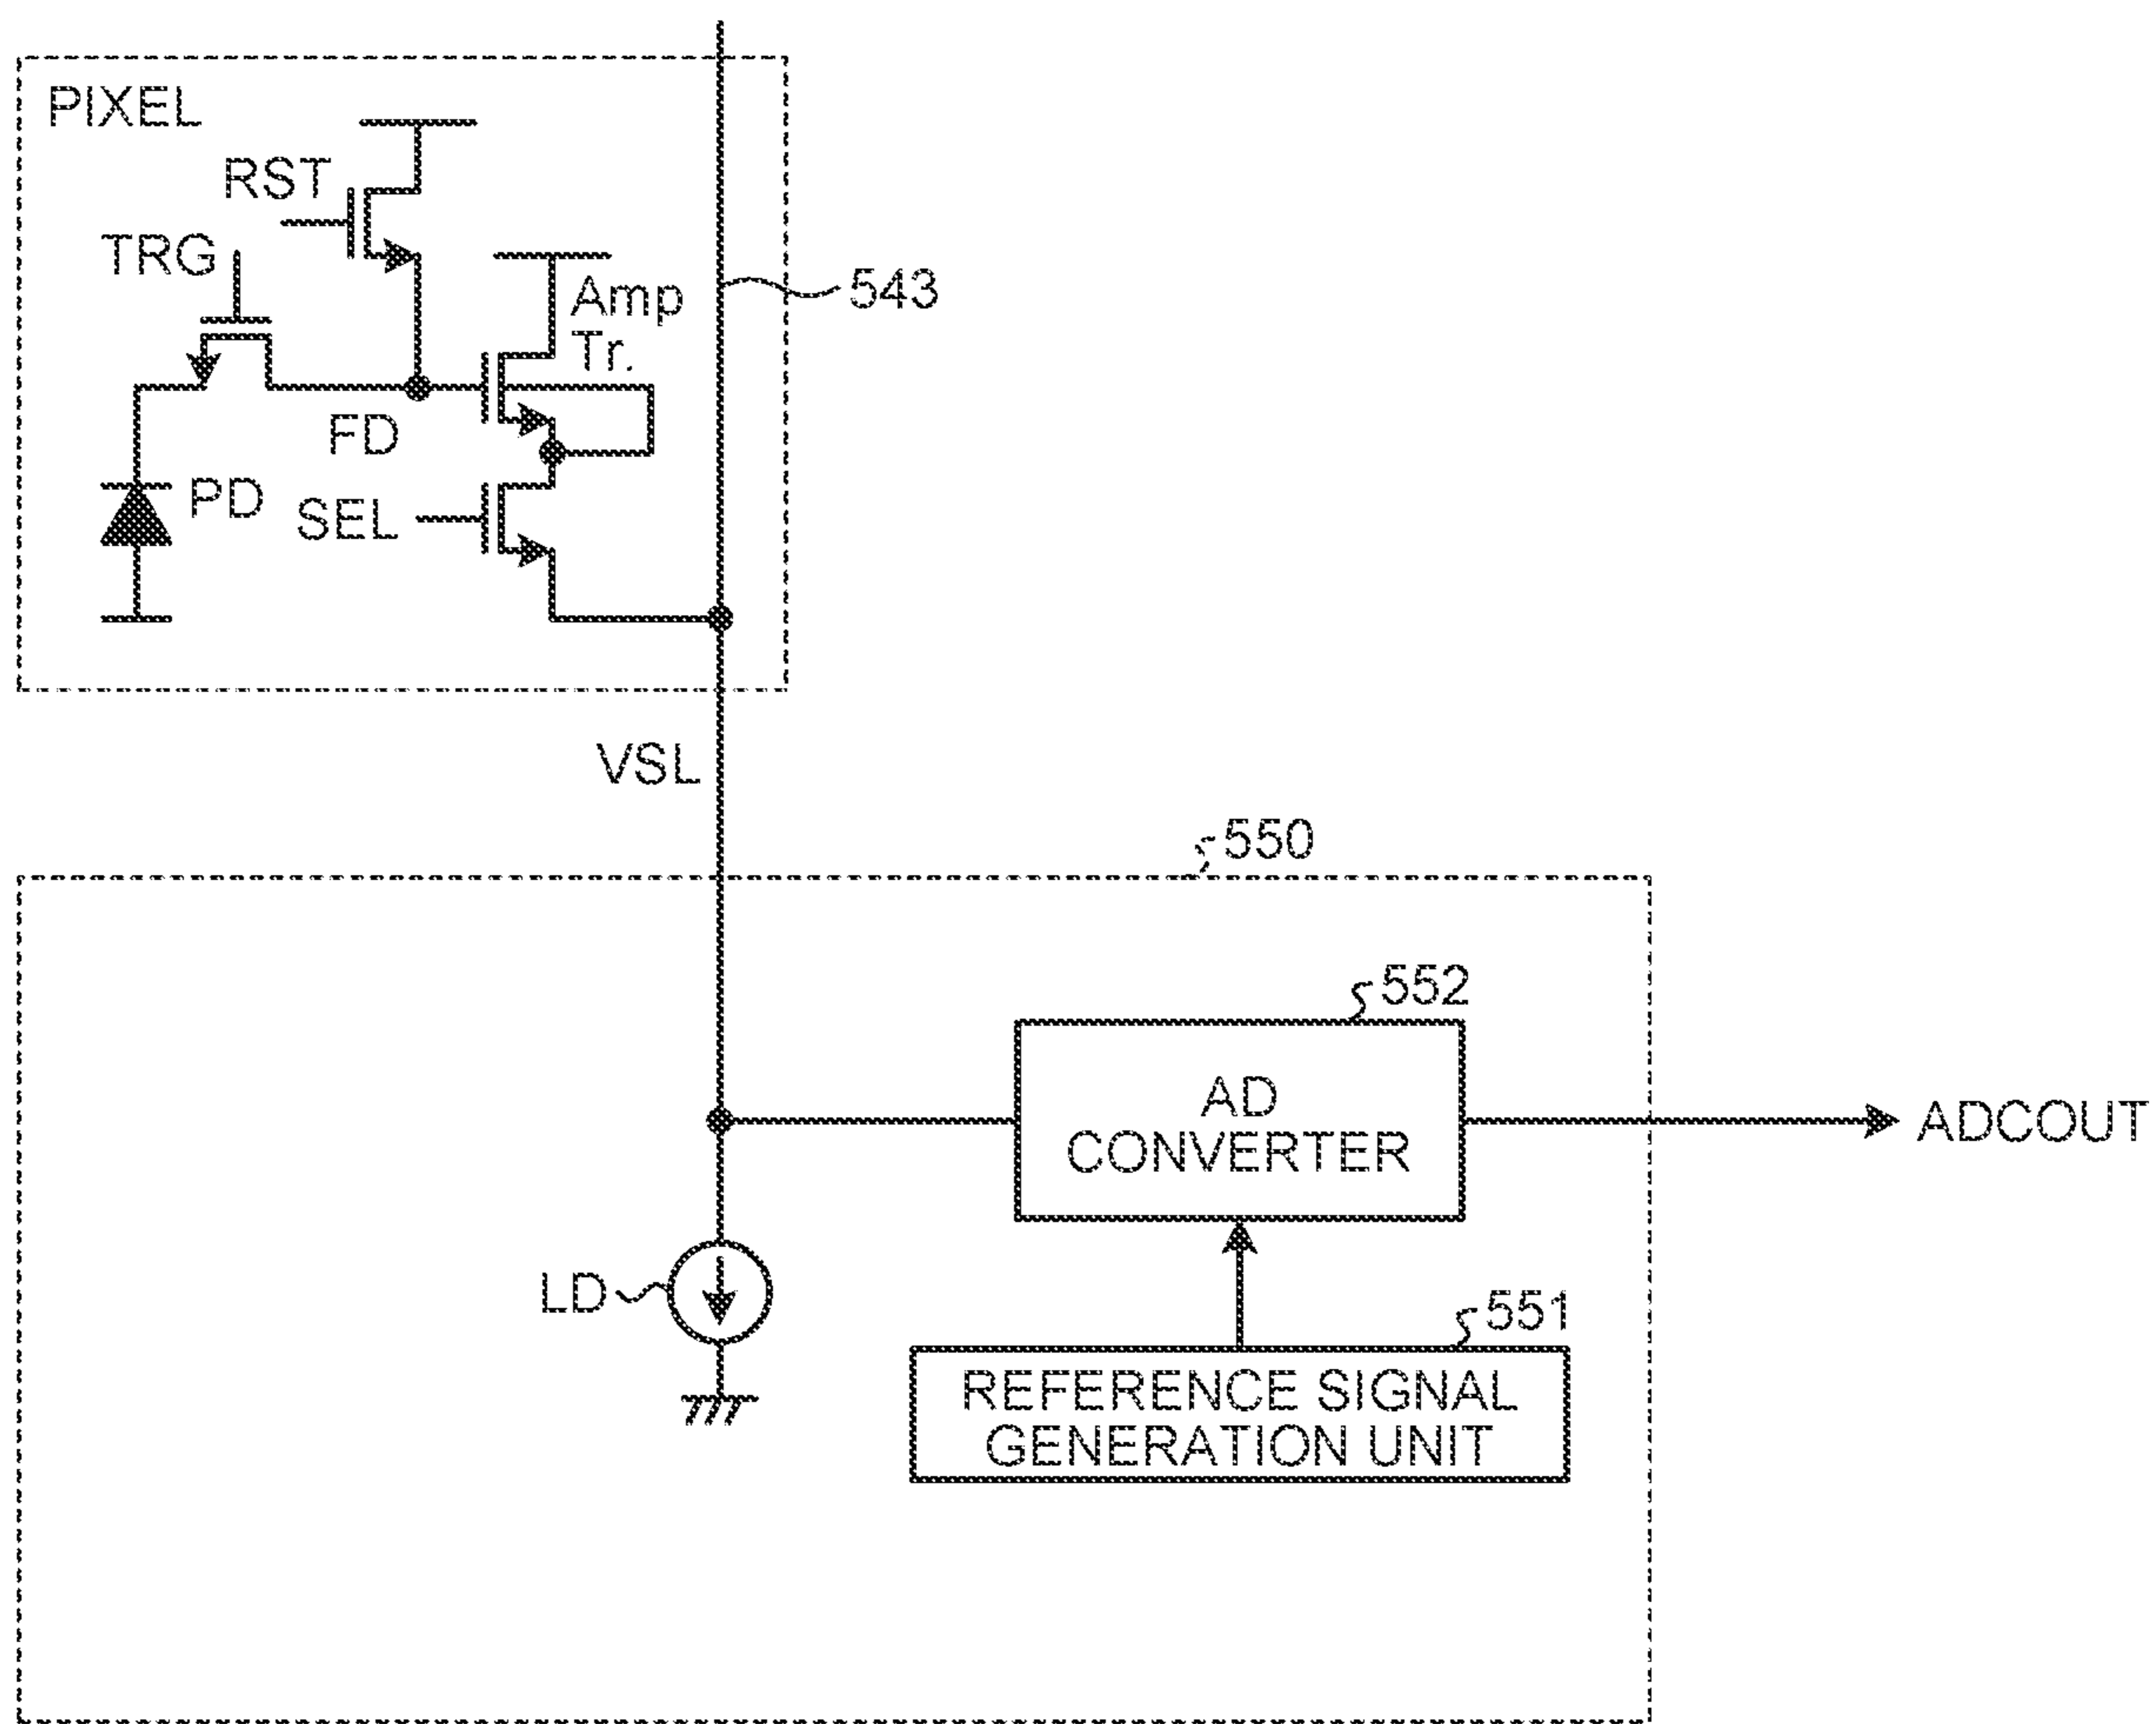 PIXEL
RST
TRG
Amp
Tr.
543
FD
PD
SEL
VSL
550
552
AD
CONVERTER
ADCOUT
LD
551
REFERENCE SIGNAL
GENERATION UNIT